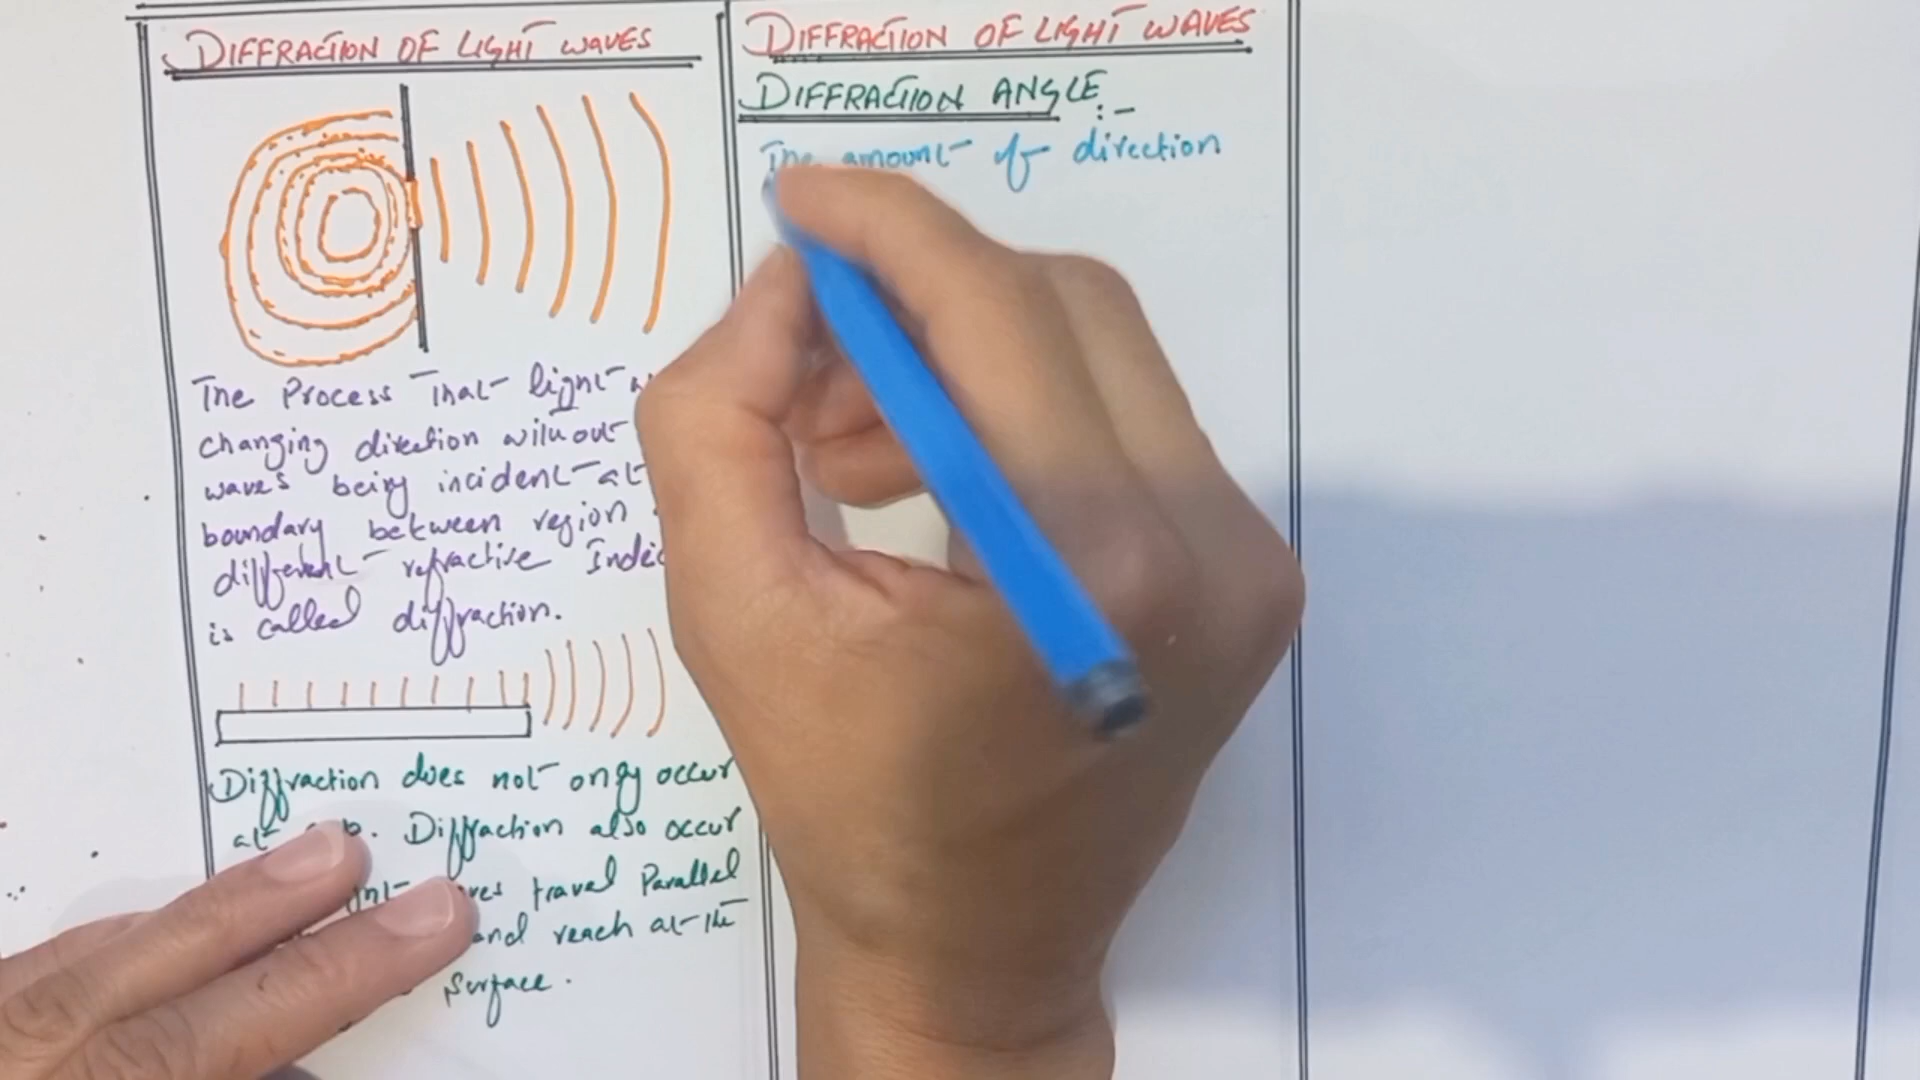 DIFFRACTION OF LIGHT WAVES
The Process That light
changing direction without
waves being incident at
boundary between region
different refractive
is called diffraction.
Diffraction does not only occur
at Diffraction also occur
travel Parallel
and reach at the
Surface.
DIFFRACTION OF LIGHT WAVES
DIFFRACTION ANGLE :-
The amount of direction